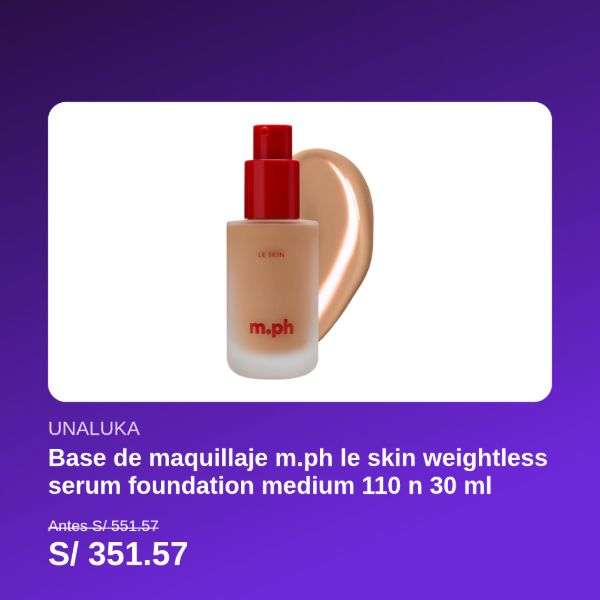 LE SKIN
m.ph
UNALUKA
Base de maquillaje m.ph le skin weightless
serum foundation medium 110 n 30 ml
Antes S/ 551.57
S/ 351.57